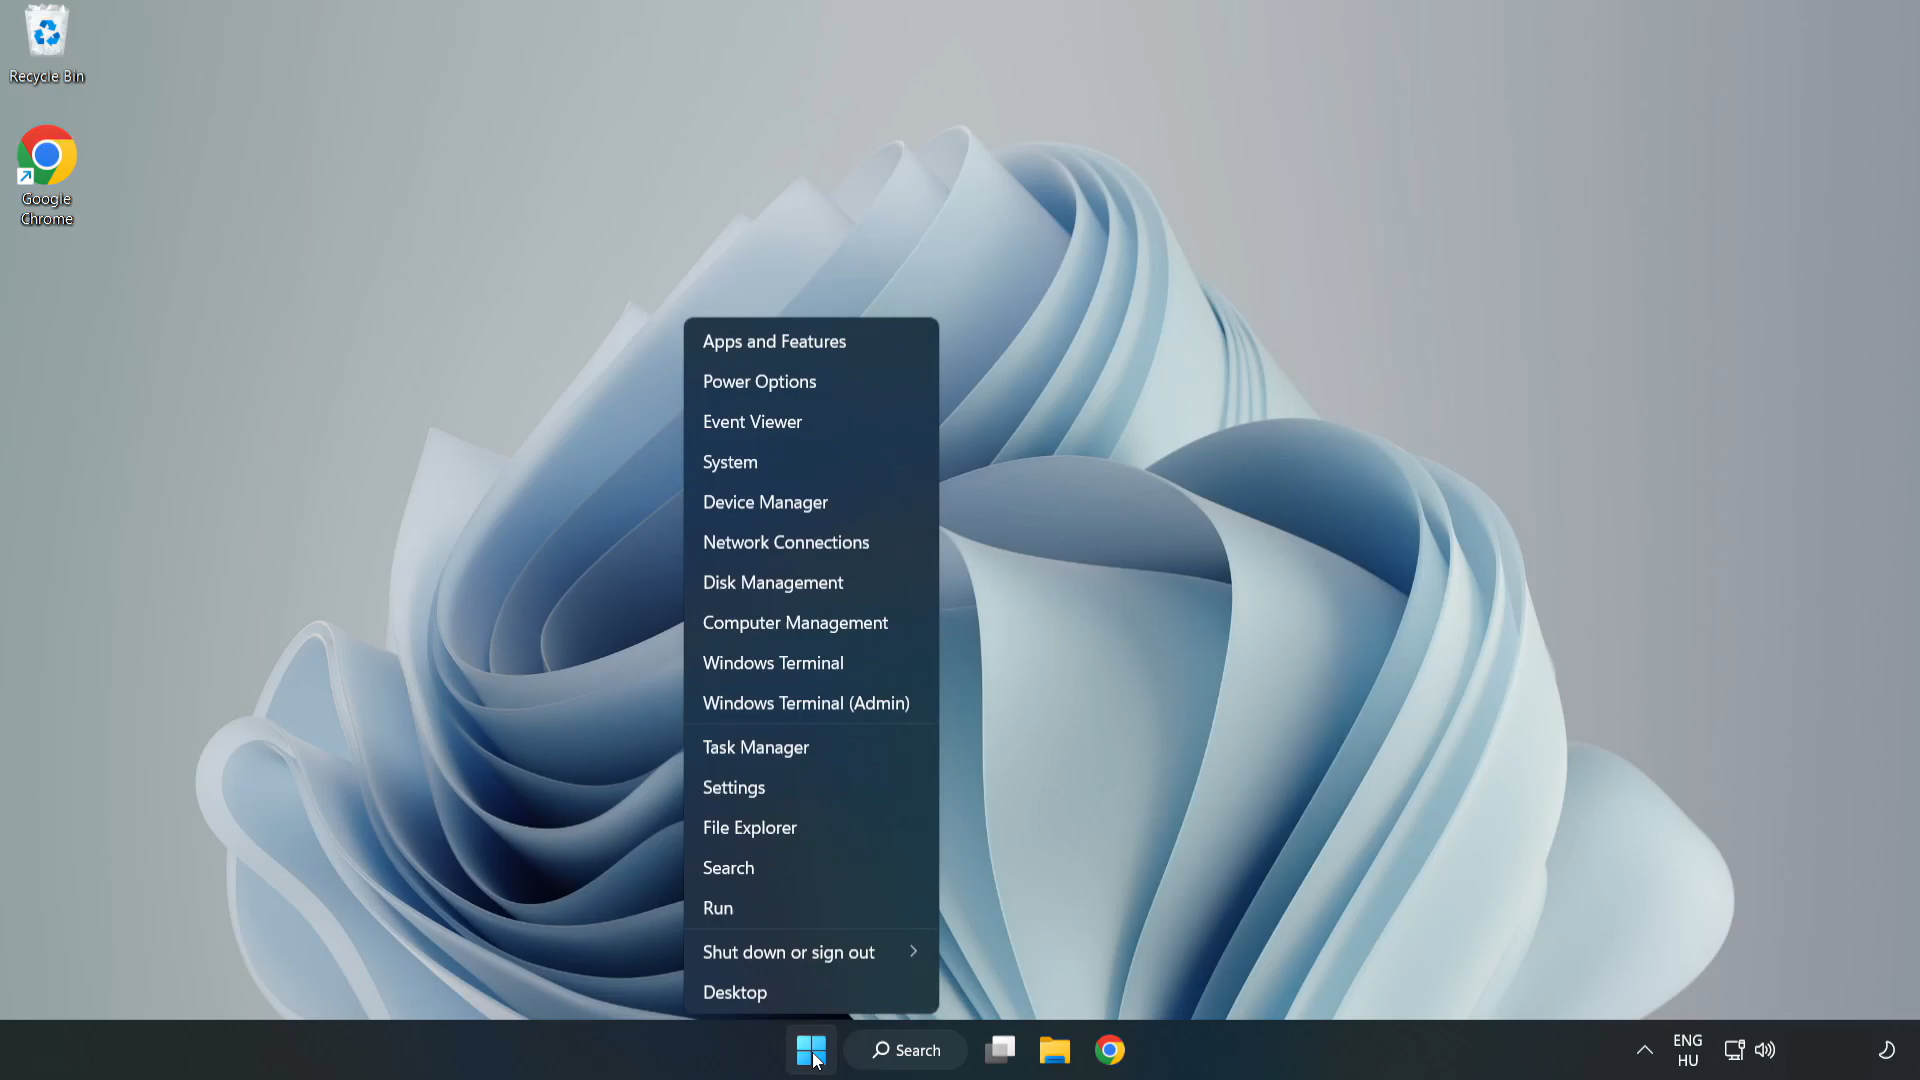 Recycle Bin
Google
Chrome
Apps and Features
Power Options
Event Viewer
System
Device Manager
Network Connections
Disk Management
Computer Management
Windows Terminal
Windows Terminal (Admin)
Task Manager
Settings
File Explorer
Search
Run
Shut down or sign out
Desktop
Search
ENG
HU